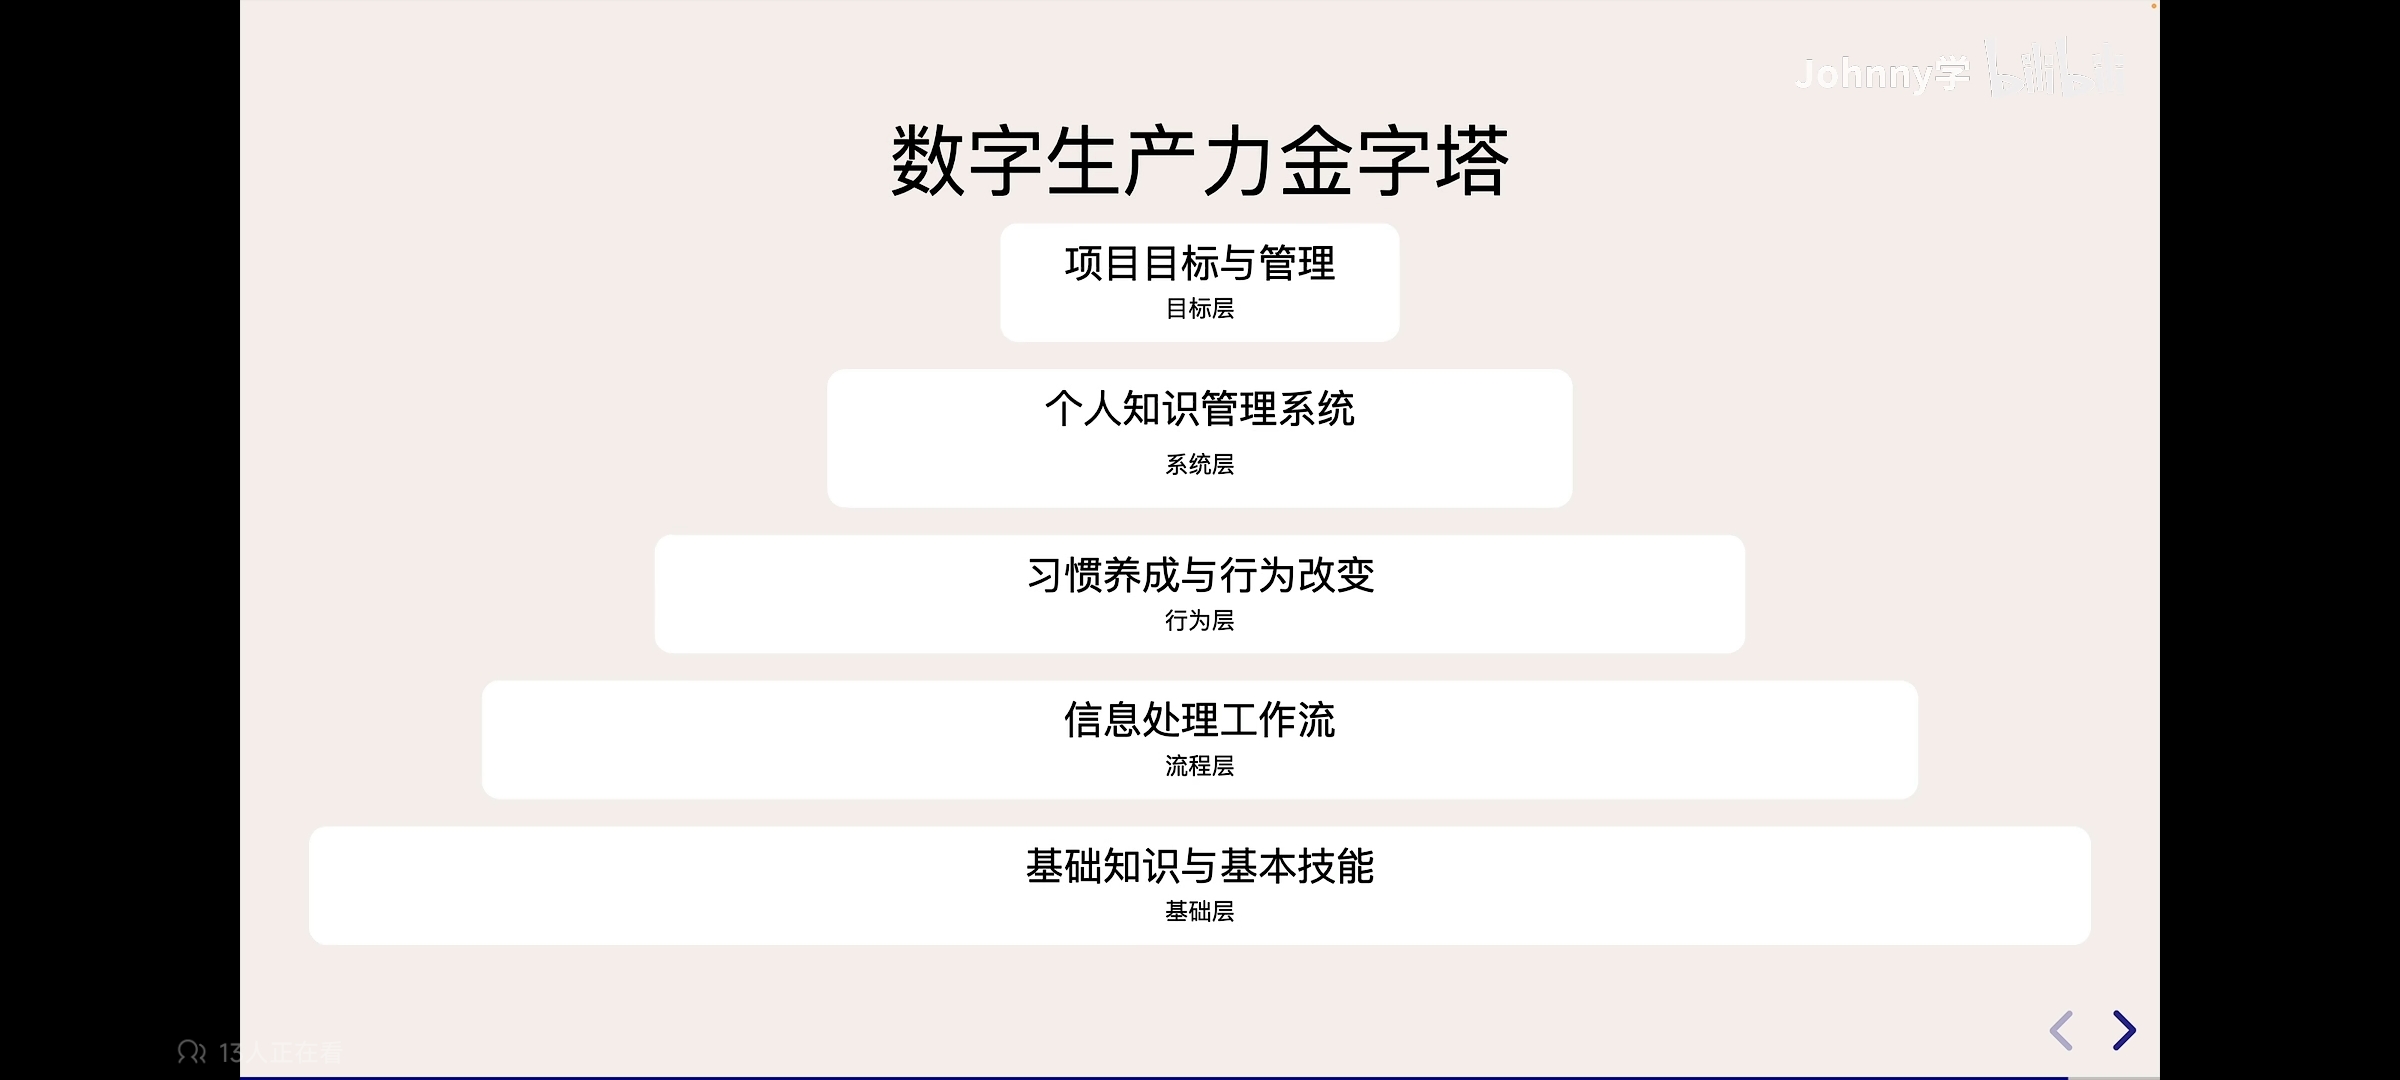 Johnny学
数字生产力金字塔
项目目标与管理
目标层
个人知识管理系统
系统层
习惯养成与行为改变
行为层
信息处理工作流
流程层
基础知识与基本技能
基础层
13人正在看